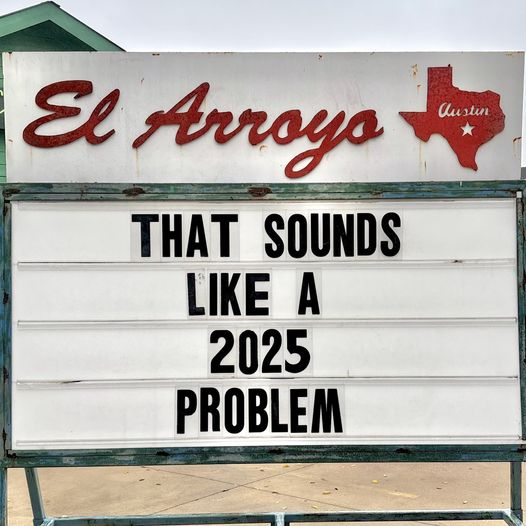 El Arroyo
Austin
THAT SOUNDS
LIKE A
2025
PROBLEM